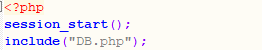 <?php
session_start();
include("DB.php");